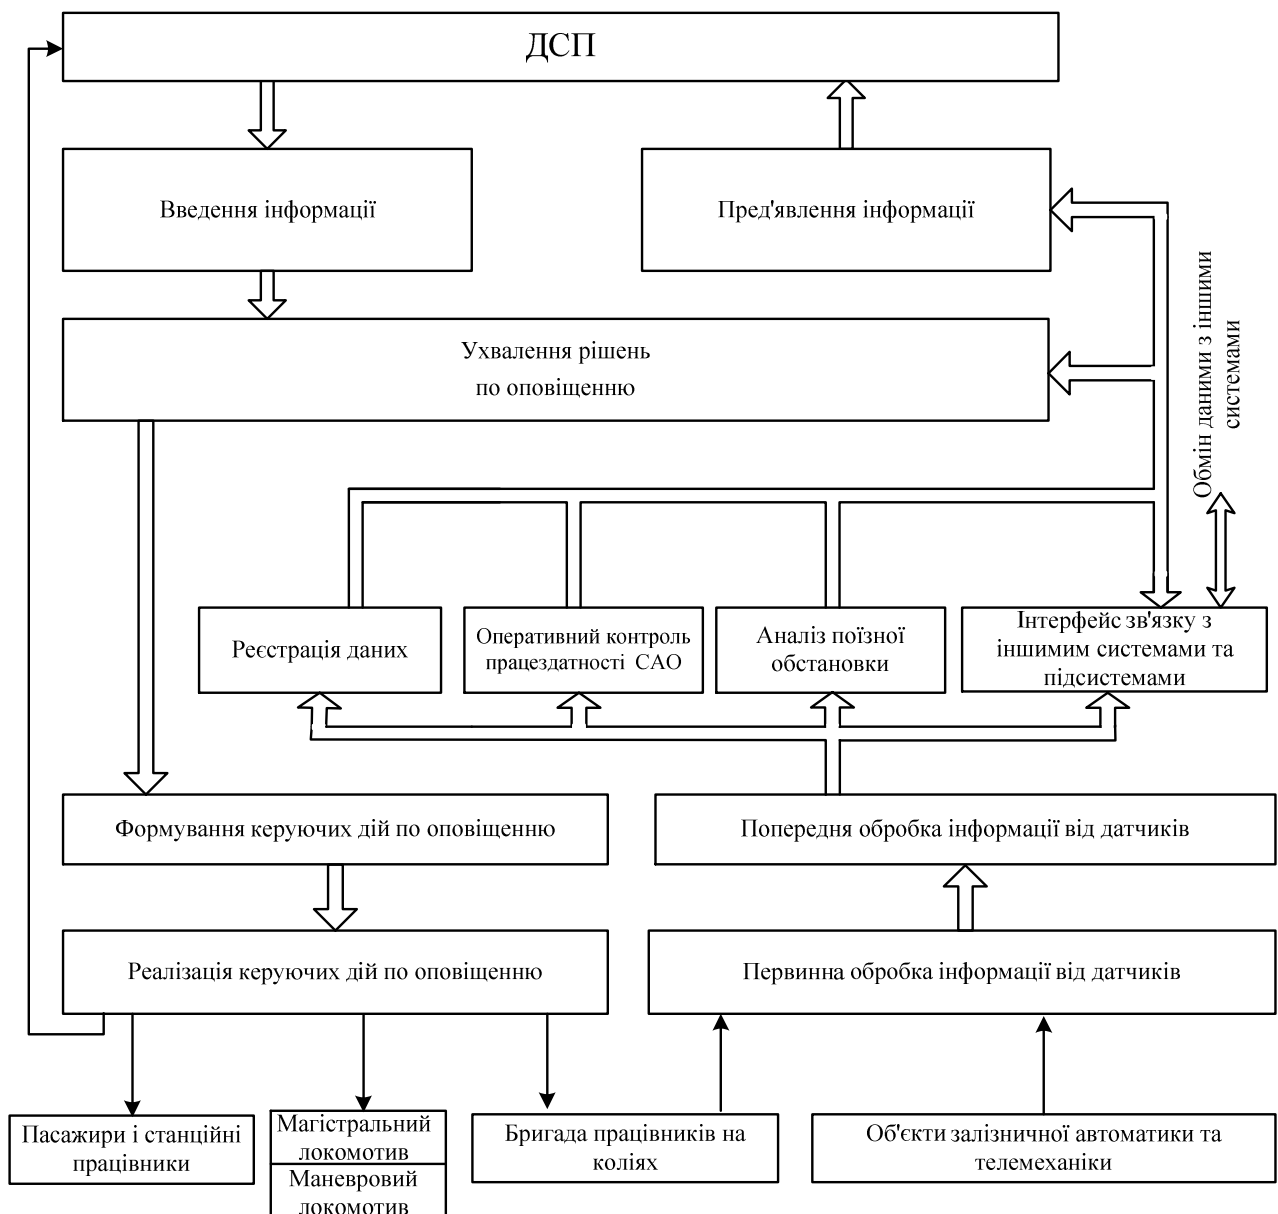 ДСП
Введення інформації
Пред'явлення інформації
Ухвалення рішень
по оповіщенню
Обмін даними з іншими
системами
Реєстрація даних
Оперативний контроль
працездатності САО
Аналіз поїзної
обстановки
Інтерфейс зв'язку з
іншимим системами та
підсистемами
Формування керуючих дій по оповіщенню
Попередня обробка інформації від датчиків
Реалізація керуючих дій по оповіщенню
Первинна обробка інформації від датчиків
Пасажири і станційні
працівники
Магістральний
локомотив
Маневровий
локомотив
Бригада працівників на
коліях
Об'єкти залізничної автоматики та
телемеханіки